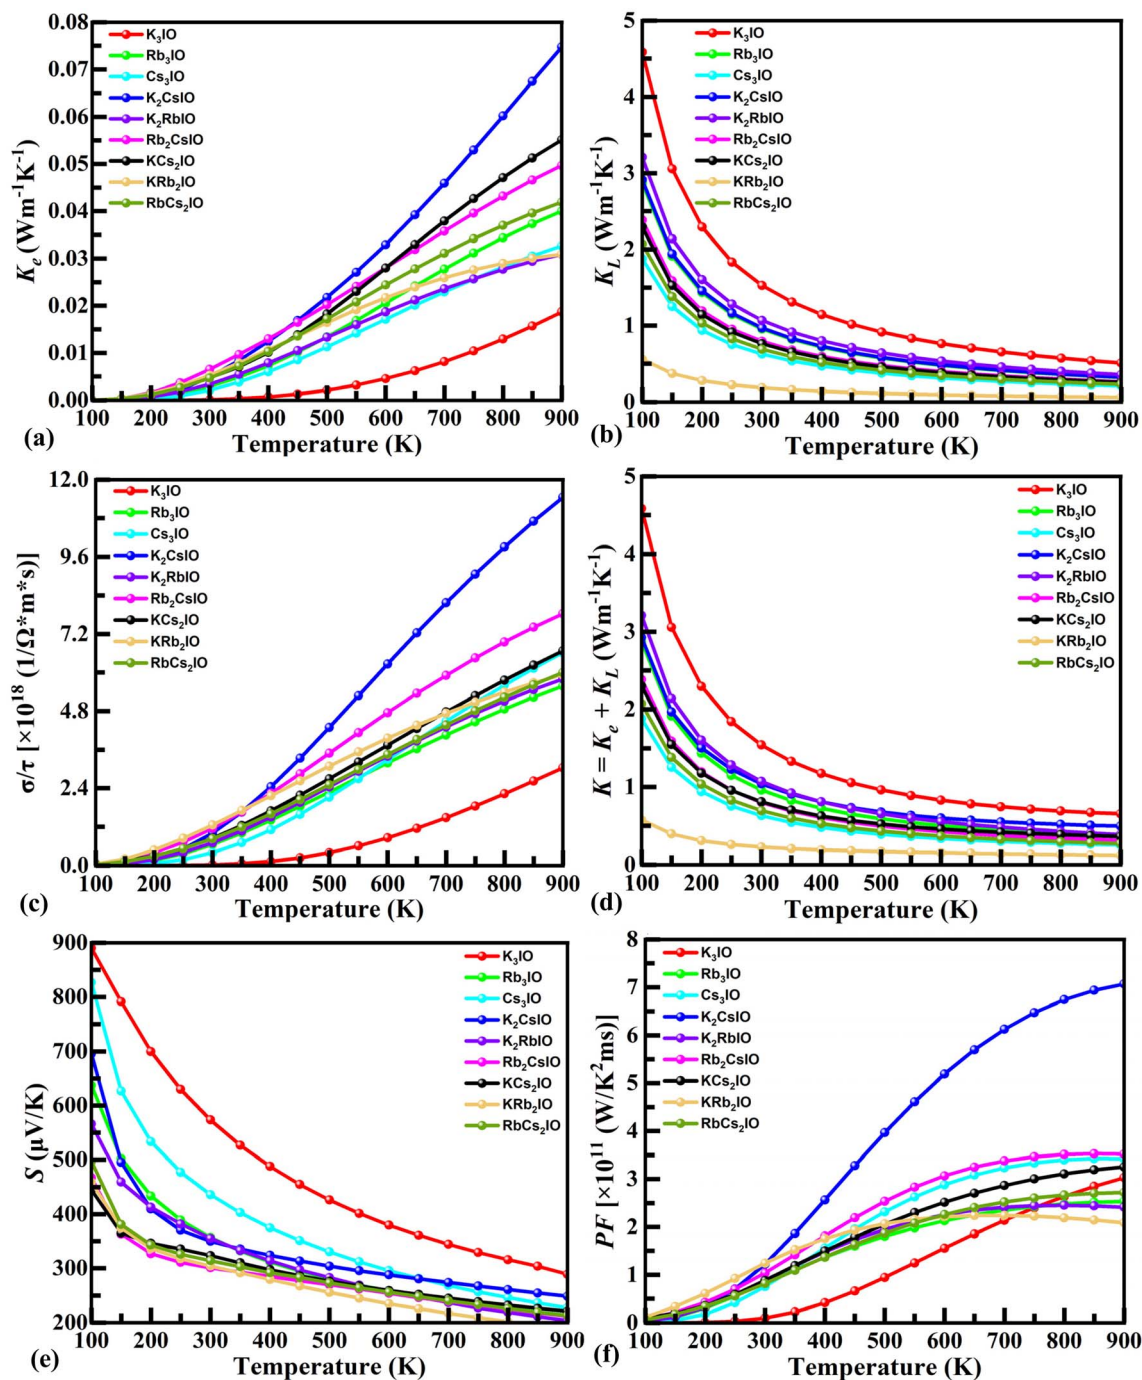 0.08
0.07
0.06
0.05
0.04
0.03
0.02
0.01
0.00
Kₑ (Wm⁻¹K⁻¹)
K₃IO
Rb₃IO
Cs₃IO
K₂CsIO
K₂RbIO
Rb₂CsIO
KCs₂IO
KRb₂IO
RbCs₂IO
100 200 300 400 500 600 700 800 900
Temperature (K)
(a)
5
4
3
2
1
0
K_L (Wm⁻¹K⁻¹)
K₃IO
Rb₃IO
Cs₃IO
K₂CsIO
K₂RbIO
Rb₂CsIO
KCs₂IO
KRb₂IO
RbCs₂IO
100 200 300 400 500 600 700 800 900
Temperature (K)
(b)
12.0
9.6
7.2
4.8
2.4
0.0
σ/τ [×10¹⁸ (1/Ω*m*s)]
K₃IO
Rb₃IO
Cs₃IO
K₂CsIO
K₂RbIO
Rb₂CsIO
KCs₂IO
KRb₂IO
RbCs₂IO
100 200 300 400 500 600 700 800 900
Temperature (K)
(c)
5
4
3
2
1
0
K = Kₑ + K_L (Wm⁻¹K⁻¹)
K₃IO
Rb₃IO
Cs₃IO
K₂CsIO
K₂RbIO
Rb₂CsIO
KCs₂IO
KRb₂IO
RbCs₂IO
100 200 300 400 500 600 700 800 900
Temperature (K)
(d)
900
800
700
600
500
400
300
200
S (μV/K)
K₃IO
Rb₃IO
Cs₃IO
K₂CsIO
K₂RbIO
Rb₂CsIO
KCs₂IO
KRb₂IO
RbCs₂IO
100 200 300 400 500 600 700 800 900
Temperature (K)
(e)
8
7
6
5
4
3
2
1
0
PF [×10¹¹ (W/K²ms)]
K₃IO
Rb₃IO
Cs₃IO
K₂CsIO
K₂RbIO
Rb₂CsIO
KCs₂IO
KRb₂IO
RbCs₂IO
100 200 300 400 500 600 700 800 900
Temperature (K)
(f)